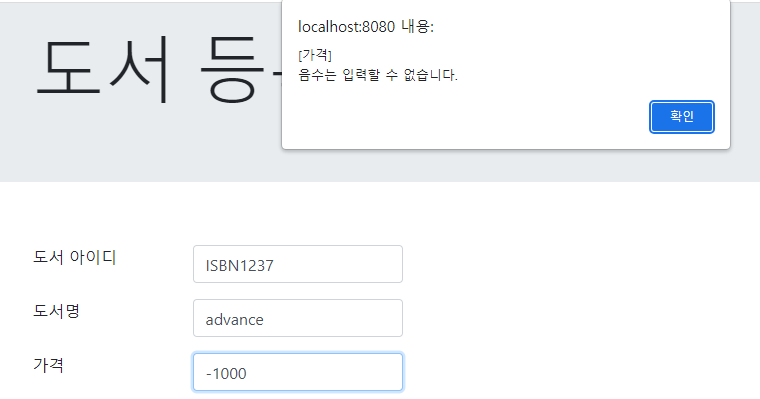 localhost:8080 내용:
[가격]
음수는 입력할 수 없습니다.
확인
도서 등
도서 아이디
ISBN1237
도서명
advance
가격
-1000